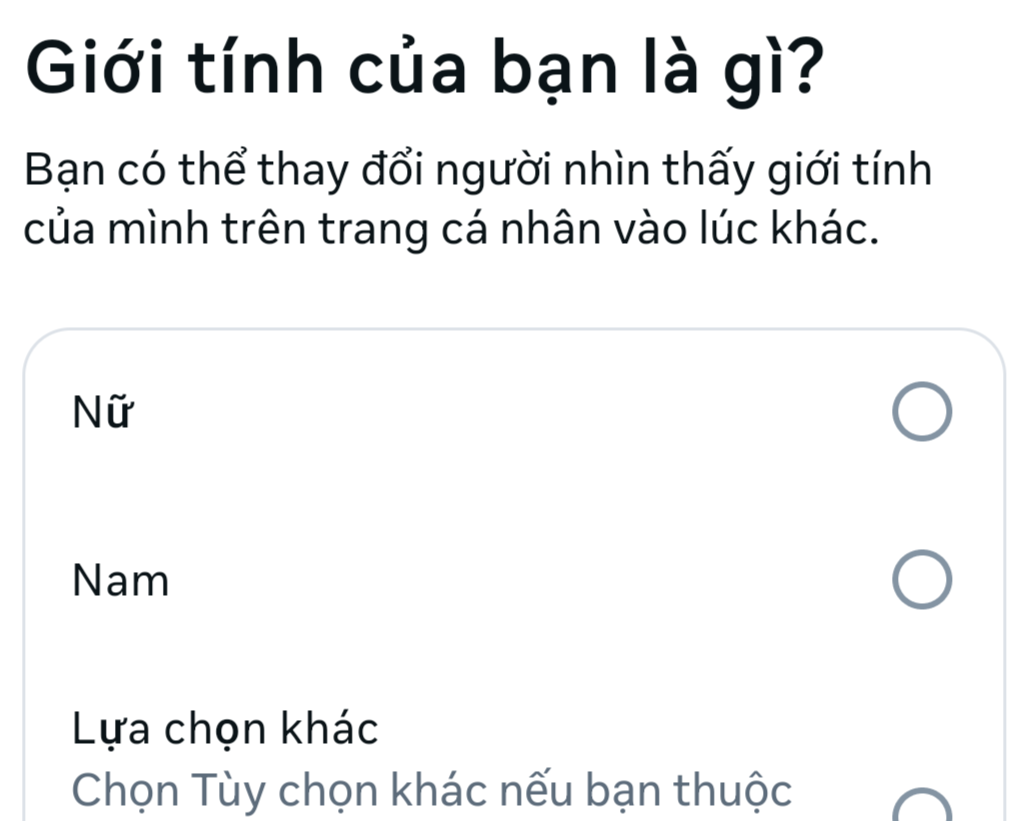 Giới tính của bạn là gì?
Bạn có thể thay đổi người nhìn thấy giới tính
của mình trên trang cá nhân vào lúc khác.
Nữ
Nam
Lựa chọn khác
Chọn Tùy chọn khác nếu bạn thuộc